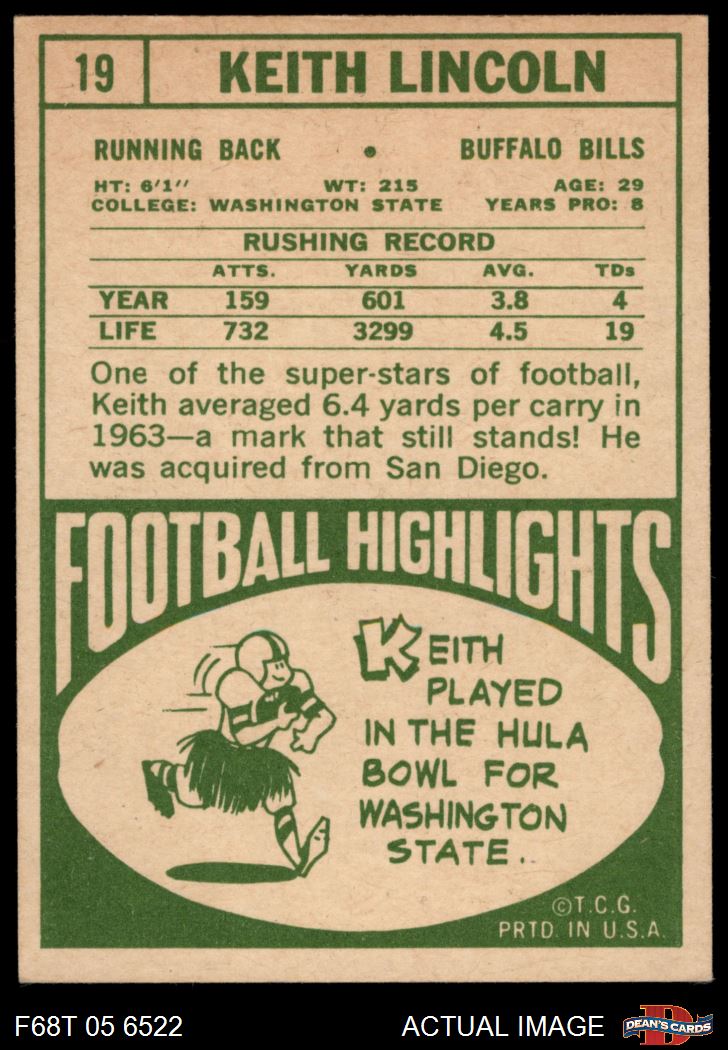 19 KEITH LINCOLN
RUNNING BACK • BUFFALO BILLS
HT: 6'1" WT: 215 AGE: 29
COLLEGE: WASHINGTON STATE YEARS PRO: 8
RUSHING RECORD
ATTS. YARDS AVG. TDs
YEAR 159 601 3.8 4
LIFE 732 3299 4.5 19
One of the super-stars of football,
Keith averaged 6.4 yards per carry in
1963—a mark that still stands! He
was acquired from San Diego.
FOOTBALL HIGHLIGHTS
KEITH
PLAYED
IN THE HULA
BOWL FOR
WASHINGTON
STATE..
©T.C.G.
PRTD. IN U.S.A.
F68T 05 6522 ACTUAL IMAGE D DEAN'S CARDS